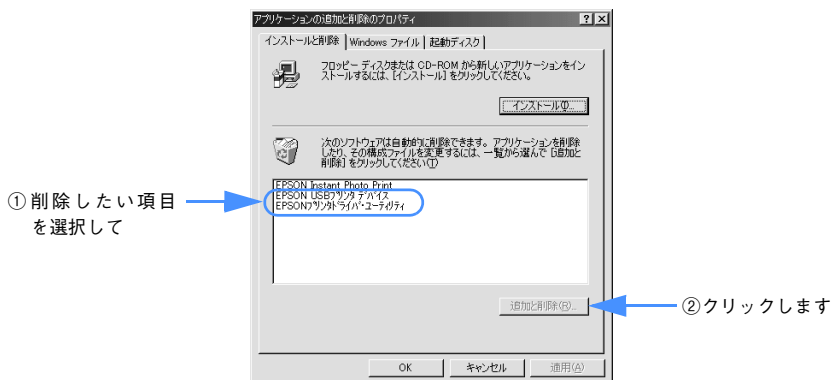 アプリケーションの追加と削除のプロパティ
インストールと削除 Windows ファイル 起動ディスク
フロッピー ディスクまたは CD-ROM から新しいアプリケーションをイン
ストールするには、[インストール] をクリックしてください。
インストール(I)...
次のソフトウェアは自動的に削除できます。アプリケーションを削除
したり、その構成ファイルを変更するには、一覧から選んで [追加と
削除] をクリックしてください(T)
EPSON Instant Photo Print
EPSON USBプリンタ デバイス
EPSONプリンタドライバ・ユーティリティ
①削除したい項目
を選択して
追加と削除(R)...
②クリックします
OK キャンセル 適用(A)